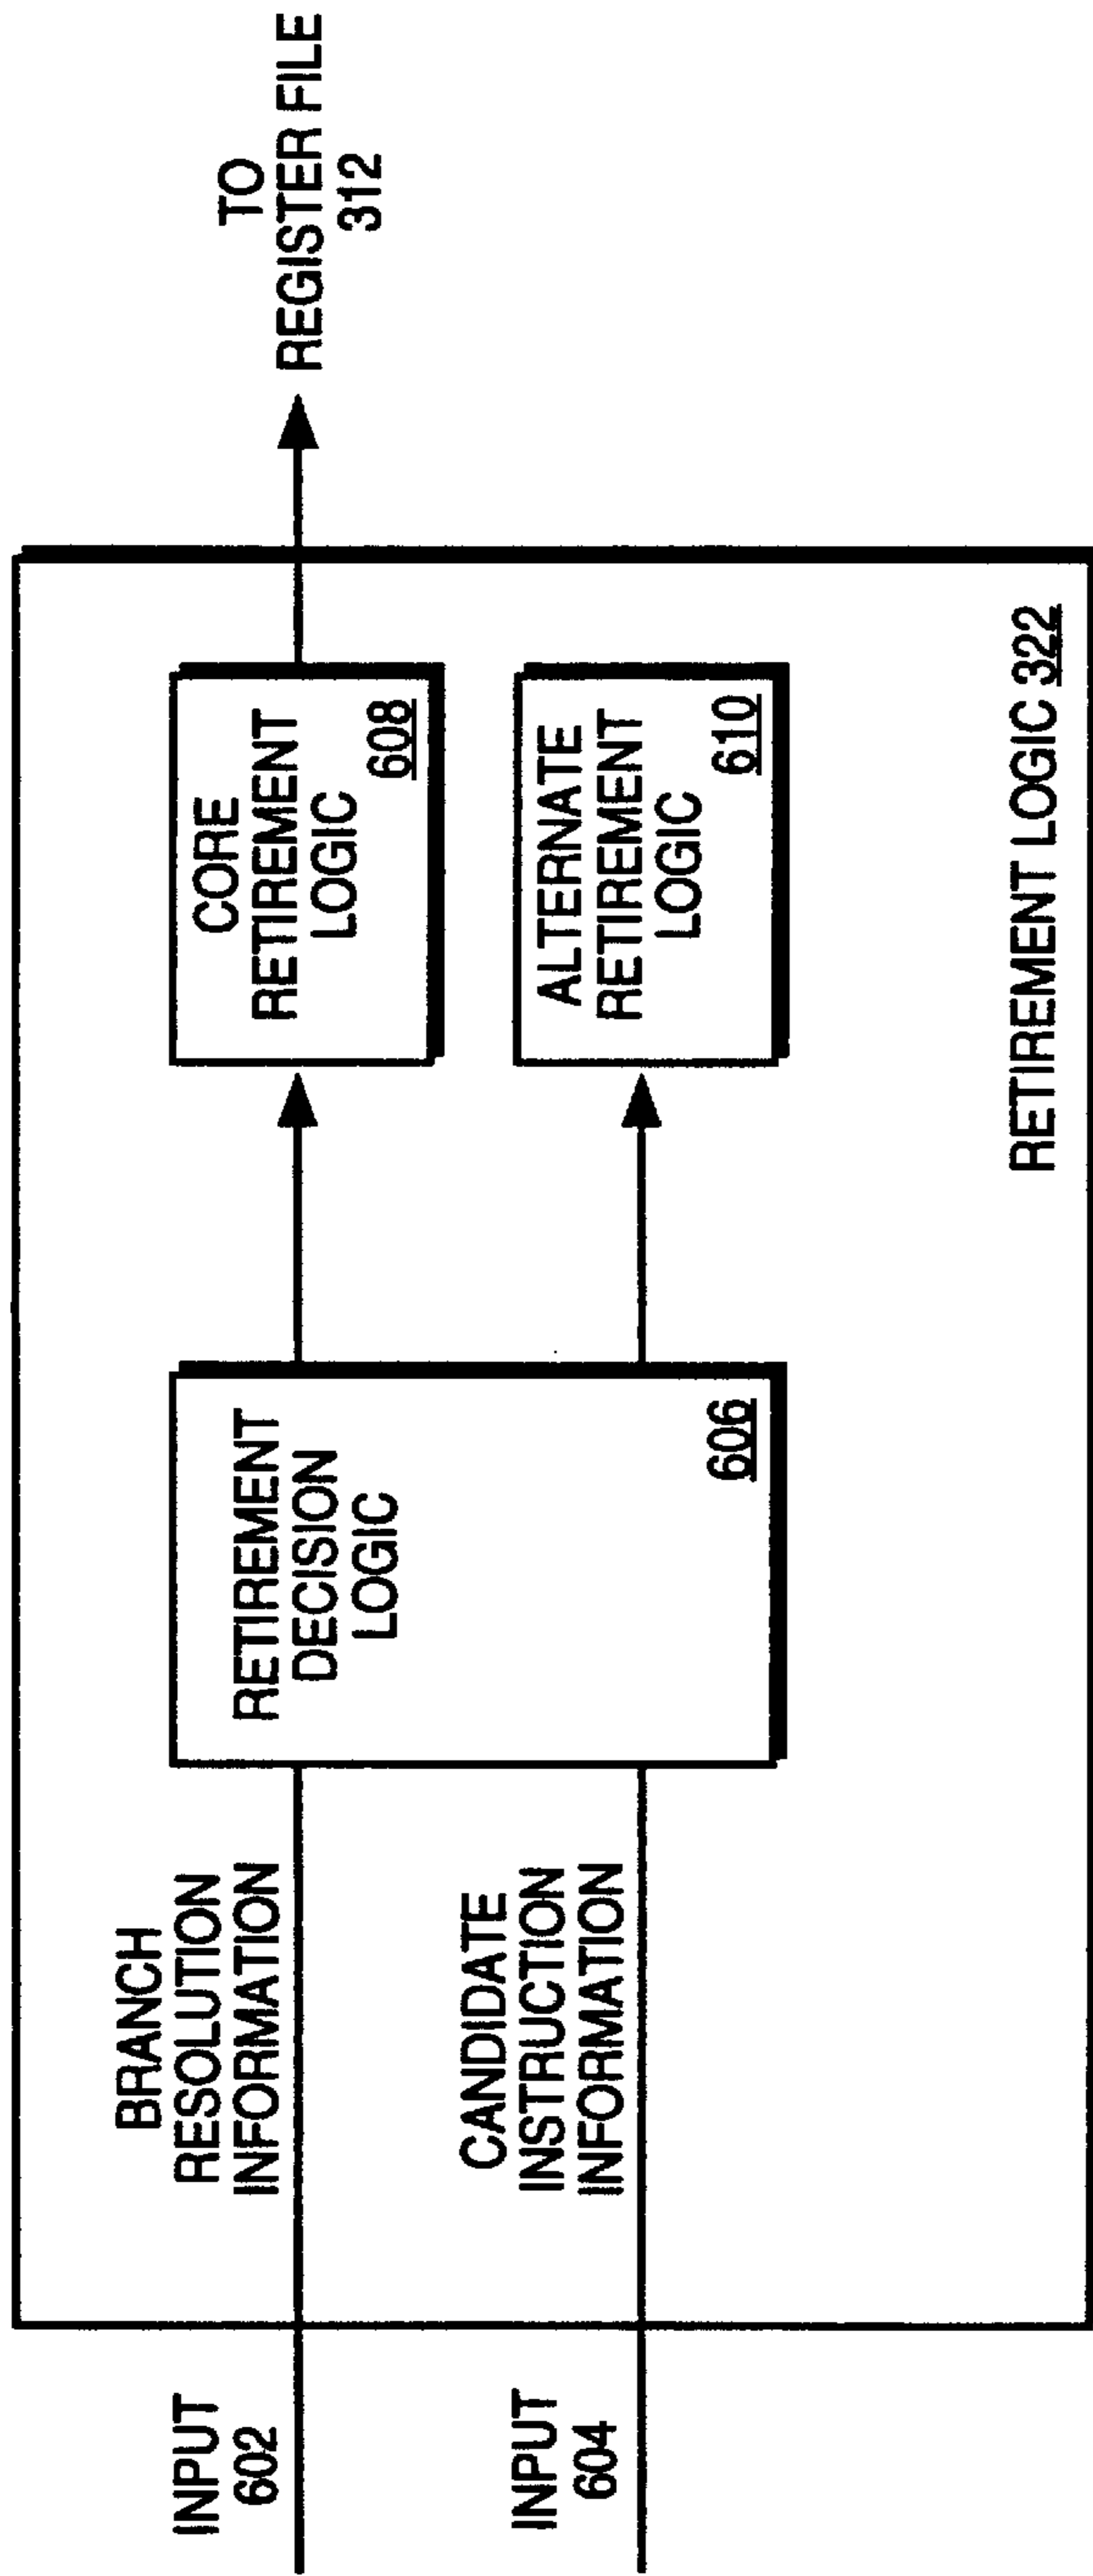 INPUT
602
BRANCH
RESOLUTION
INFORMATION
INPUT
604
CANDIDATE
INSTRUCTION
INFORMATION
RETIREMENT
DECISION
LOGIC
606
CORE
RETIREMENT
LOGIC
608
ALTERNATE
RETIREMENT
LOGIC
610
TO
REGISTER FILE
312
RETIREMENT LOGIC 322